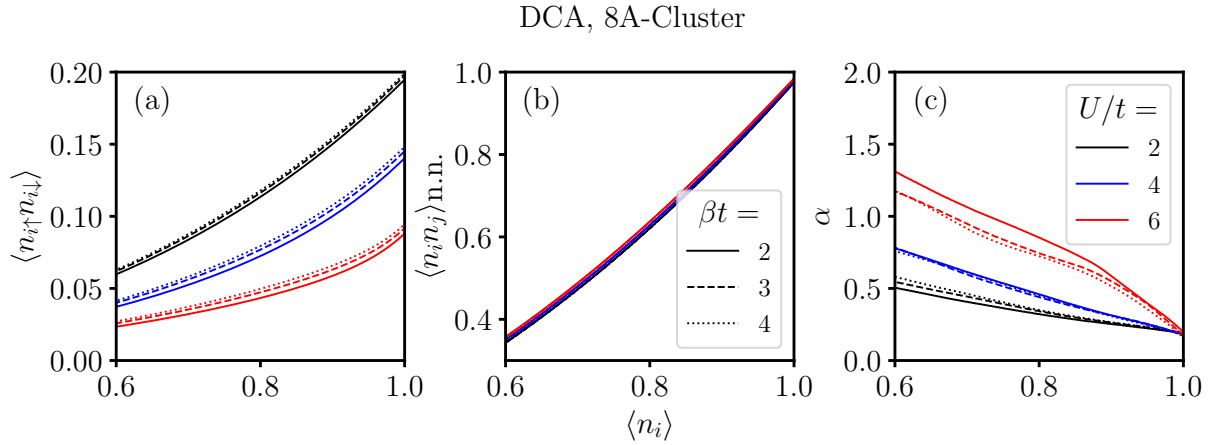 DCA, 8A-Cluster
(a)
⟨n_{i↑}n_{i↓}⟩
0.20
0.15
0.10
0.05
0.00
0.6
0.8
1.0
(b)
⟨n_i n_j⟩n.n.
1.0
0.8
0.6
0.4
βt =
2
3
4
0.6
0.8
1.0
⟨n_i⟩
(c)
α
2.0
1.5
1.0
0.5
0.0
U/t =
2
4
6
0.6
0.8
1.0